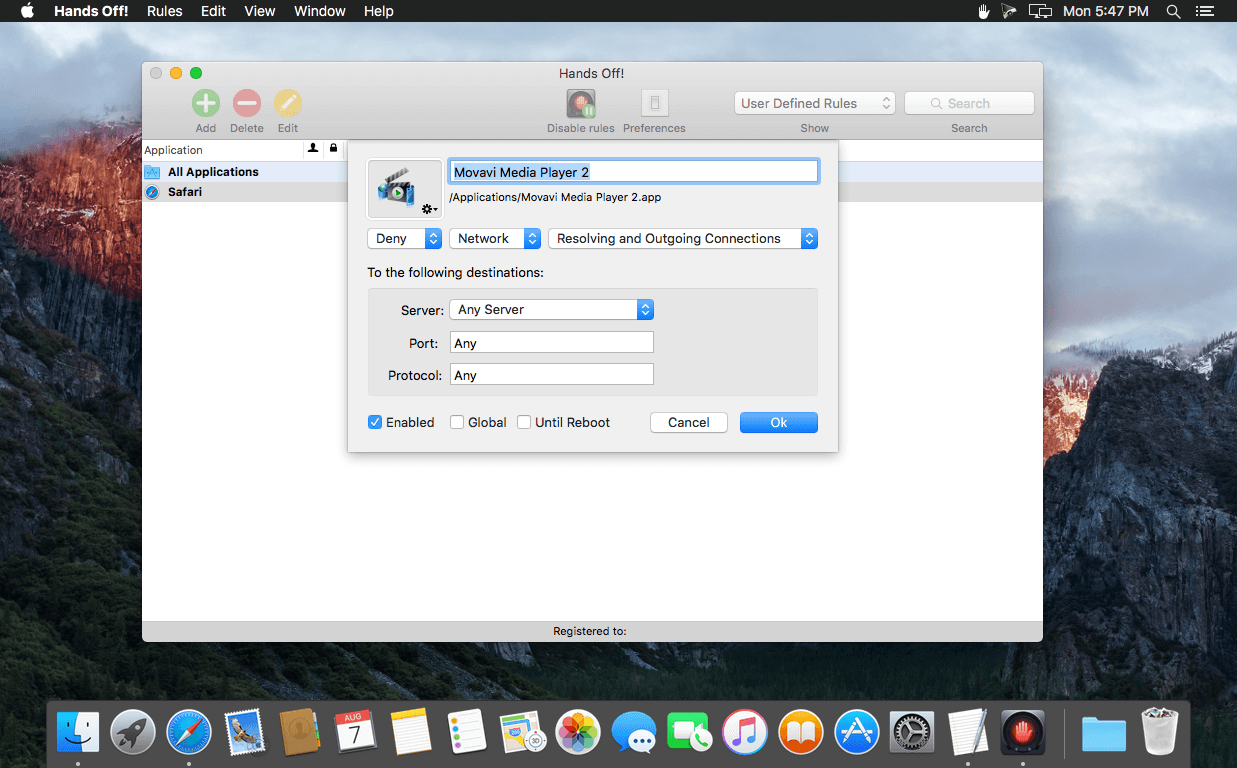 Hands Off! Rules Edit View Window Help Mon 5:47 PM
Hands Off!
User Defined Rules Search
Add Delete Edit Disable rules Preferences Show Search
Application
All Applications
Safari
Movavi Media Player 2
/Applications/Movavi Media Player 2.app
Deny Network Resolving and Outgoing Connections
To the following destinations:
Server: Any Server
Port: Any
Protocol: Any
Enabled Global Until Reboot Cancel Ok
Registered to:
AUG
7
3D